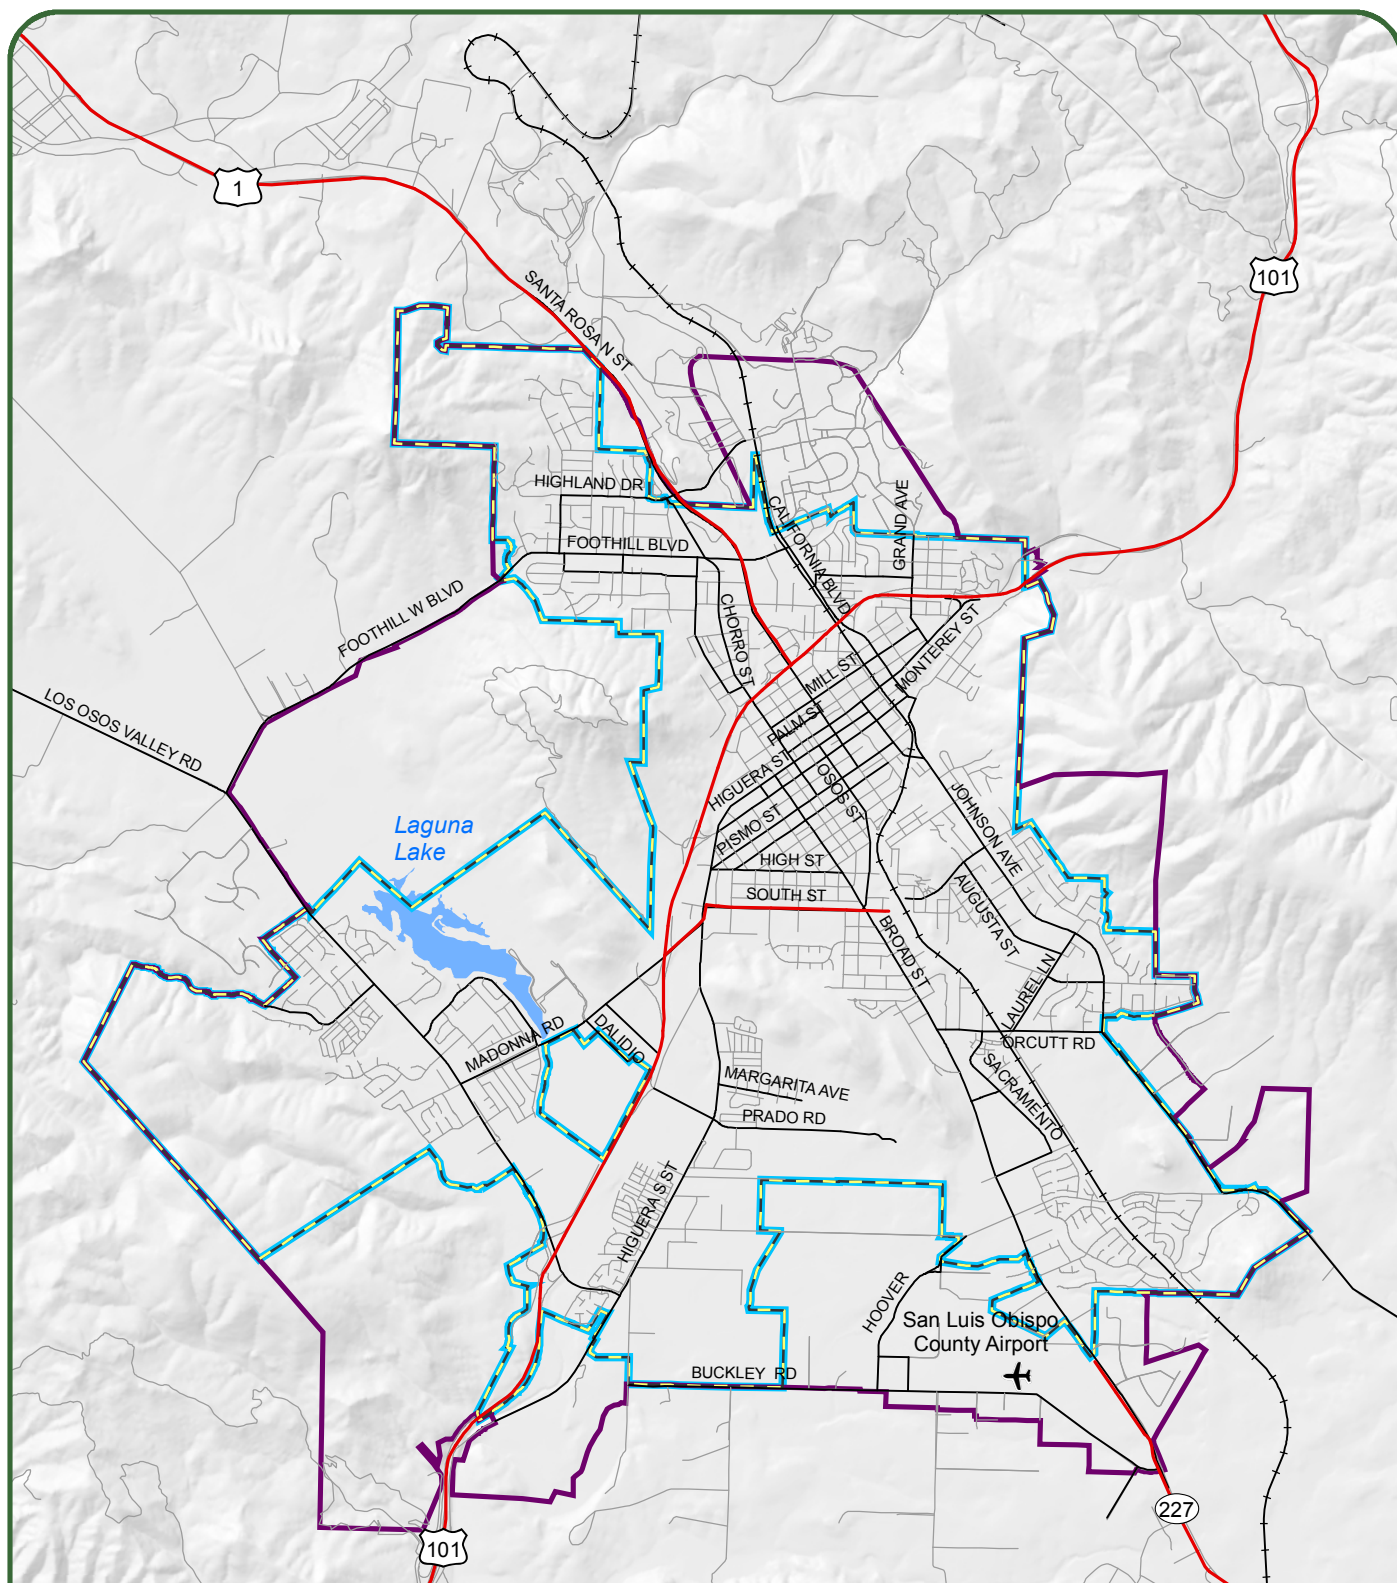 1
101
SANTA ROSA N ST
HIGHLAND DR
FOOTHILL BLVD
CALIFORNIA BLVD
GRAND AVE
FOOTHILL W BLVD
CHORRO ST
MONTEREY ST
MILL ST
LOS OSOS VALLEY RD
PALM ST
HIGUERA ST
OSOS ST
JOHNSON AVE
PISMO ST
Laguna
Lake
HIGH ST
SOUTH ST
AUGUSTA ST
BROAD ST
LAUREL LN
MADONNA RD
DALIDIO
ORCUTT RD
SACRAMENTO
MARGARITA AVE
PRADO RD
HIGUERA S ST
HOOVER
San Luis Obispo
County Airport
BUCKLEY RD
227
101